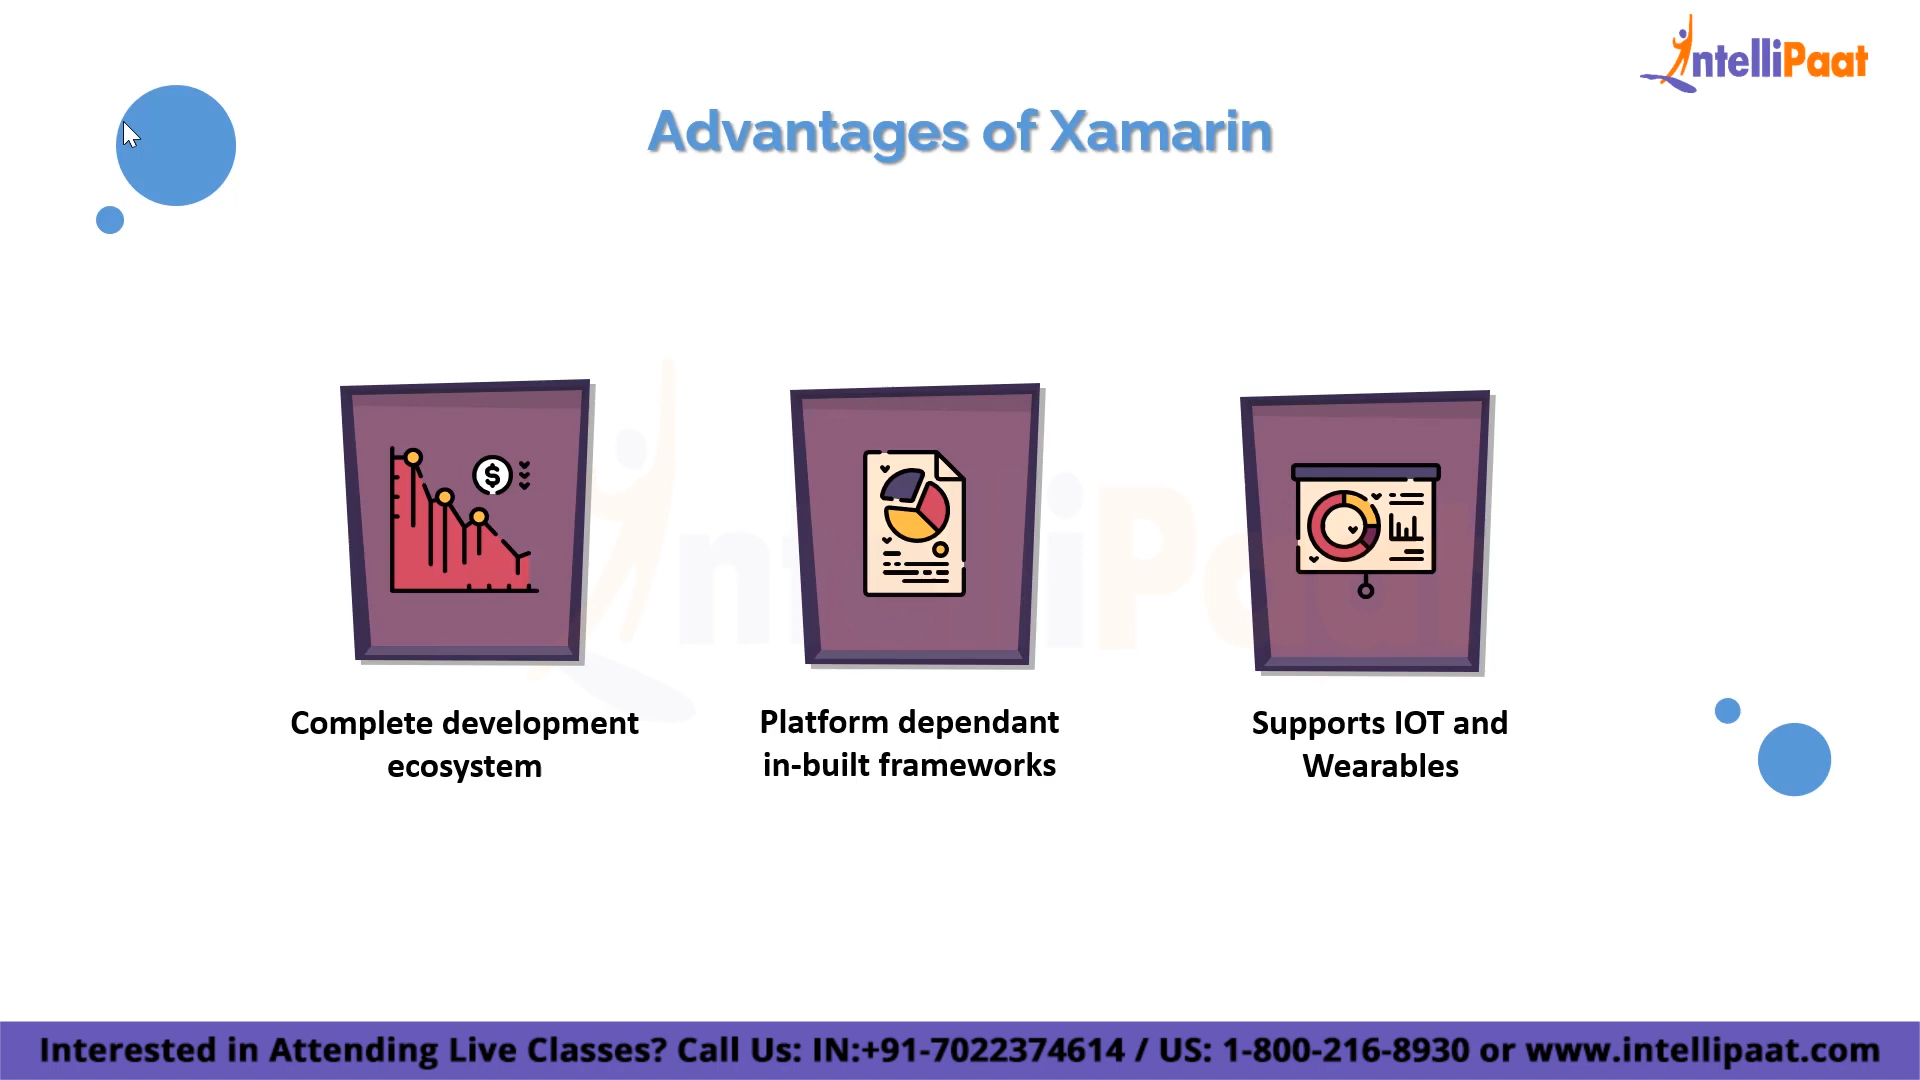 IntelliPaat
Advantages of Xamarin
$
Complete development
ecosystem
Platform dependant
in-built frameworks
Supports IOT and
Wearables
IntelliPaat
Interested in Attending Live Classes? Call Us: IN:+91-7022374614 / US: 1-800-216-8930 or www.intellipaat.com